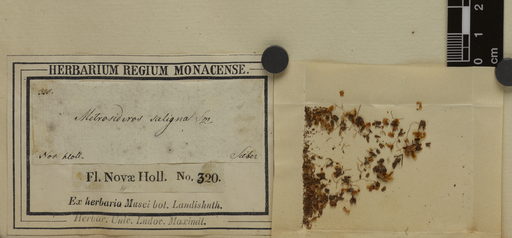 HERBARIUM REGIUM MONACENSE.
320.
Metrosideros saligna Sm
Nov. Holl. Sieber
Fl. Novæ Holl. No. 320.
Ex herbario Musei bot. Landishuth.
Herbar. Univ. Ludov. Maximil.
0 1 2
cm